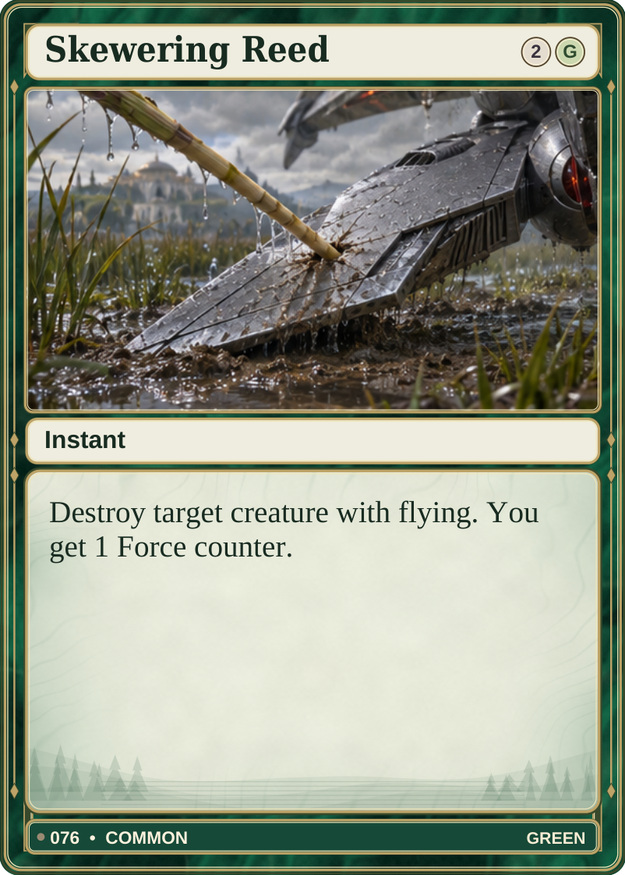 Skewering Reed
2 G
Instant
Destroy target creature with flying. You
get 1 Force counter.
076 • COMMON
GREEN